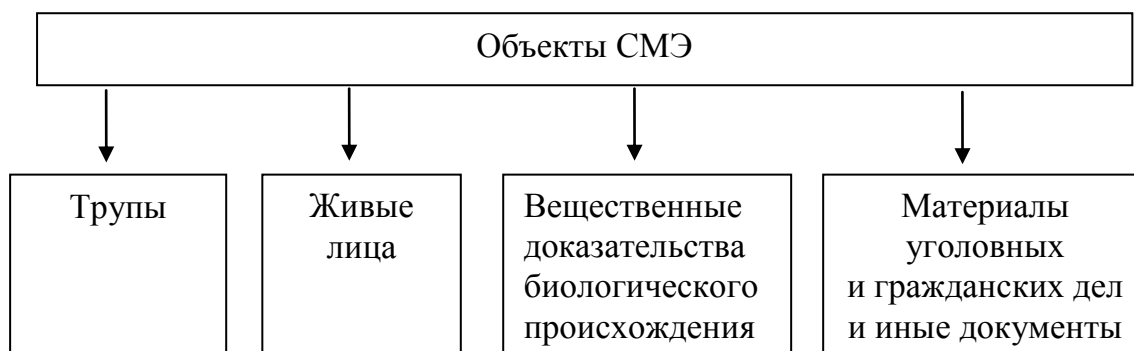 Объекты СМЭ
Трупы
Живые
лица
Вещественные
доказательства
биологического
происхождения
Материалы
уголовных
и гражданских дел
и иные документы